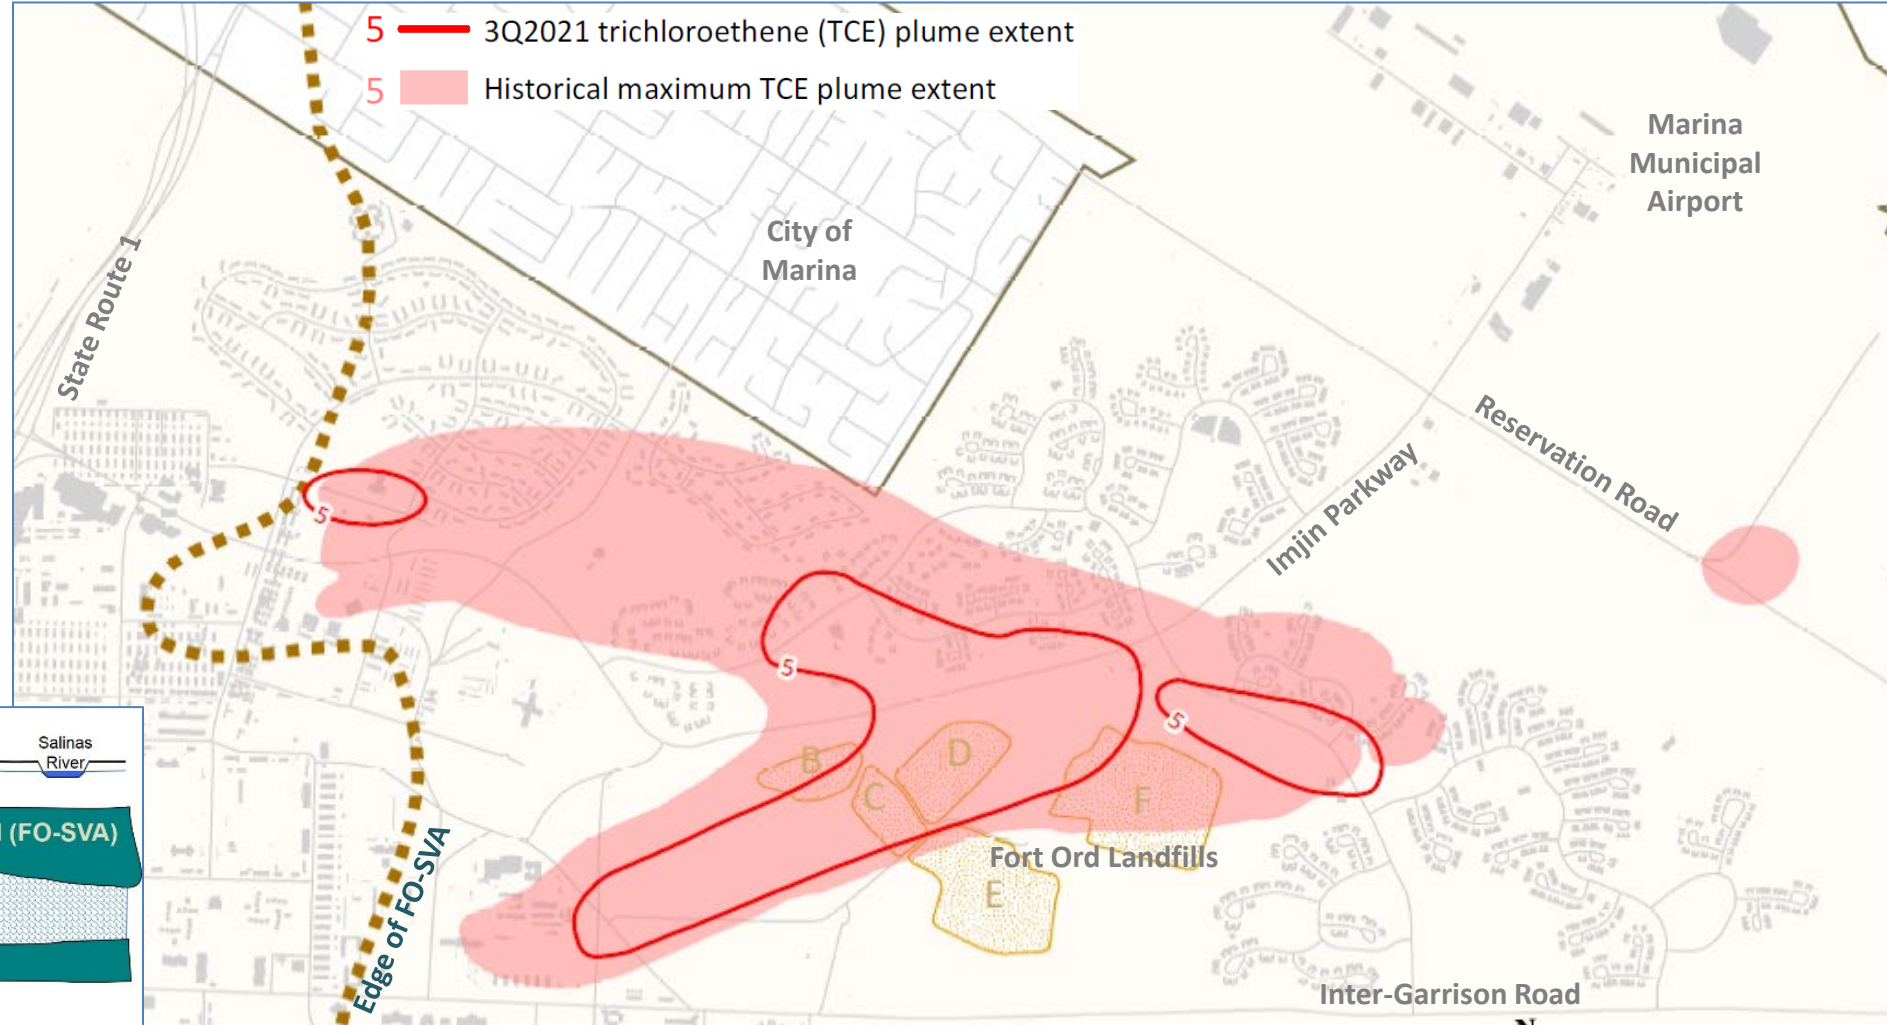 5 3Q2021 trichloroethene (TCE) plume extent
5 Historical maximum TCE plume extent
Marina
Municipal
Airport
City of
Marina
State Route 1
Reservation Road
Imjin Parkway
5
5
5
Salinas
River
(FO-SVA)
B
C
D
F
E
Fort Ord Landfills
Edge of FO-SVA
Inter-Garrison Road
N